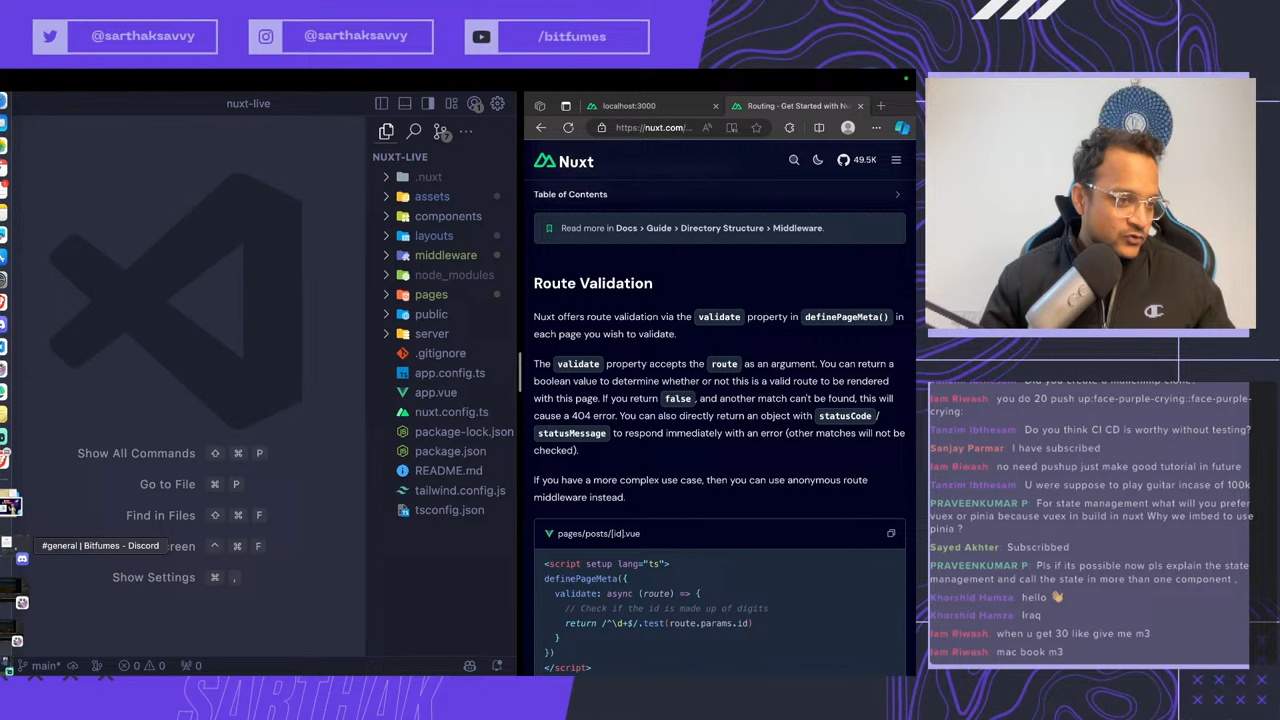 @sarthaksavvy
@sarthaksavvy
/bitfumes
nuxt-live
NUXT-LIVE
.nuxt
assets
components
layouts
middleware
node_modules
pages
public
server
.gitignore
app.config.ts
app.vue
nuxt.config.ts
package-lock.json
package.json
README.md
tailwind.config.js
tsconfig.json
Show All Commands ⇧ ⌘ P
Go to File ⌘ P
Find in Files ⇧ ⌘ F
#general | Bitfumes - Discord
creen ^ ⌘ F
Show Settings ⌘ ,
main*
0 0
0
localhost:3000
Routing - Get Started with Nu
https://nuxt.com/...
Nuxt
49.5K
Table of Contents
Read more in Docs > Guide > Directory Structure > Middleware.
Route Validation
Nuxt offers route validation via the validate property in definePageMeta() in
each page you wish to validate.
The validate property accepts the route as an argument. You can return a
boolean value to determine whether or not this is a valid route to be rendered
with this page. If you return false, and another match can't be found, this will
cause a 404 error. You can also directly return an object with statusCode/
statusMessage to respond immediately with an error (other matches will not be
checked).
If you have a more complex use case, then you can use anonymous route
middleware instead.
pages/posts/[id].vue
<script setup lang="ts">
definePageMeta({
validate: async (route) => {
// Check if the id is made up of digits
return /^\d+$/.test(route.params.id)
}
})
</script>
Iam Riwash you do 20 push up:face-purple-crying::face-purple-
crying:
Tanzim Ibthesam Do you think CI CD is worthy without testing?
Sanjay Parmar I have subscribed
Iam Riwash no need pushup just make good tutorial in future
Tanzim Ibthesam U were suppose to play guitar incase of 100k
PRAVEENKUMAR P For state management what will you prefer
vuex or pinia because vuex in build in nuxt Why we imbed to use
pinia ?
Sayed Akhter Subscribbed
PRAVEENKUMAR P Pls if its possible now pls explain the state
management and call the state in more than one component ,
Khorshid Hamza hello 👋
Khorshid Hamza Iraq
Iam Riwash when u get 30 like give me m3
Iam Riwash mac book m3
SARTHAK